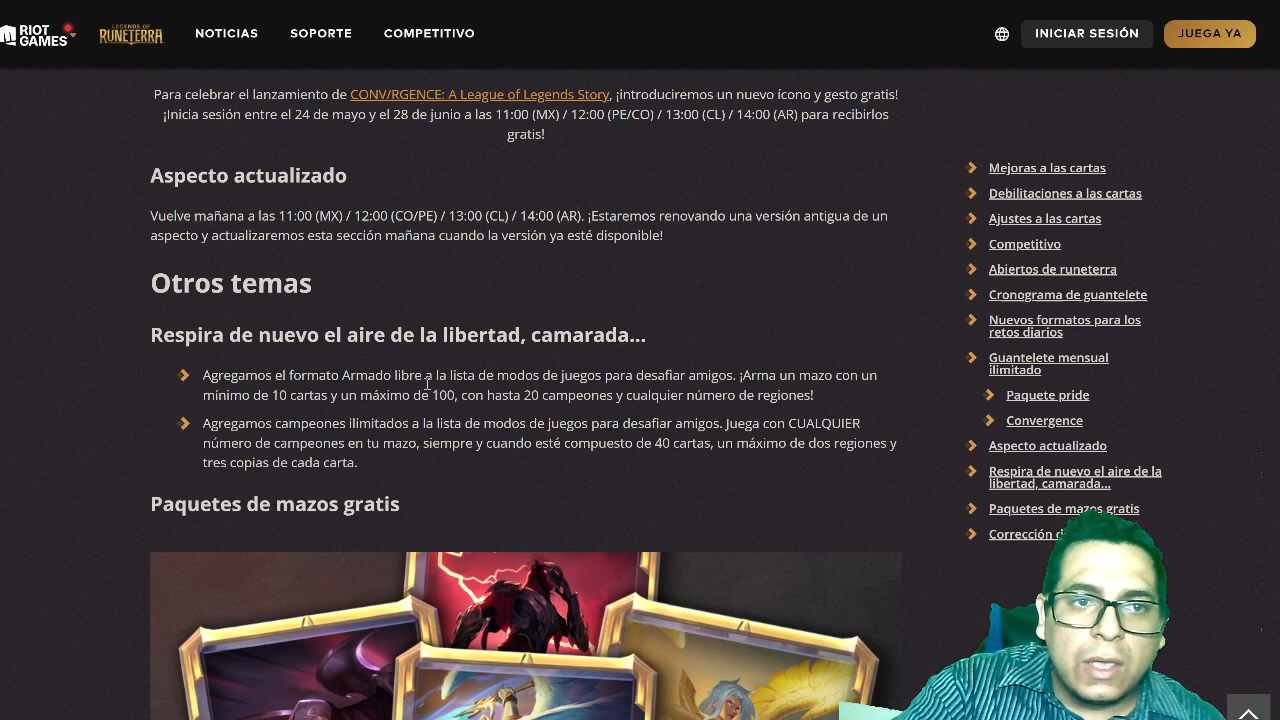 RIOT GAMES
LEGENDS OF RUNETERRA
NOTICIAS
SOPORTE
COMPETITIVO
INICIAR SESIÓN
JUEGA YA
Para celebrar el lanzamiento de CONV/RGENCE: A League of Legends Story, ¡introduciremos un nuevo ícono y gesto gratis!
¡Inicia sesión entre el 24 de mayo y el 28 de junio a las 11:00 (MX) / 12:00 (PE/CO) / 13:00 (CL) / 14:00 (AR) para recibirlos
gratis!
Aspecto actualizado
Vuelve mañana a las 11:00 (MX) / 12:00 (CO/PE) / 13:00 (CL) / 14:00 (AR). ¡Estaremos renovando una versión antigua de un
aspecto y actualizaremos esta sección mañana cuando la versión ya esté disponible!
Otros temas
Respira de nuevo el aire de la libertad, camarada...
Agregamos el formato Armado libre a la lista de modos de juegos para desafiar amigos. ¡Arma un mazo con un
mínimo de 10 cartas y un máximo de 100, con hasta 20 campeones y cualquier número de regiones!
Agregamos campeones ilimitados a la lista de modos de juegos para desafiar amigos. Juega con CUALQUIER
número de campeones en tu mazo, siempre y cuando esté compuesto de 40 cartas, un máximo de dos regiones y
tres copias de cada carta.
Paquetes de mazos gratis
Mejoras a las cartas
Debilitaciones a las cartas
Ajustes a las cartas
Competitivo
Abiertos de runeterra
Cronograma de guantelete
Nuevos formatos para los
retos diarios
Guantelete mensual
ilimitado
Paquete pride
Convergence
Aspecto actualizado
Respira de nuevo el aire de la
libertad, camarada...
Paquetes de mazos gratis
Corrección